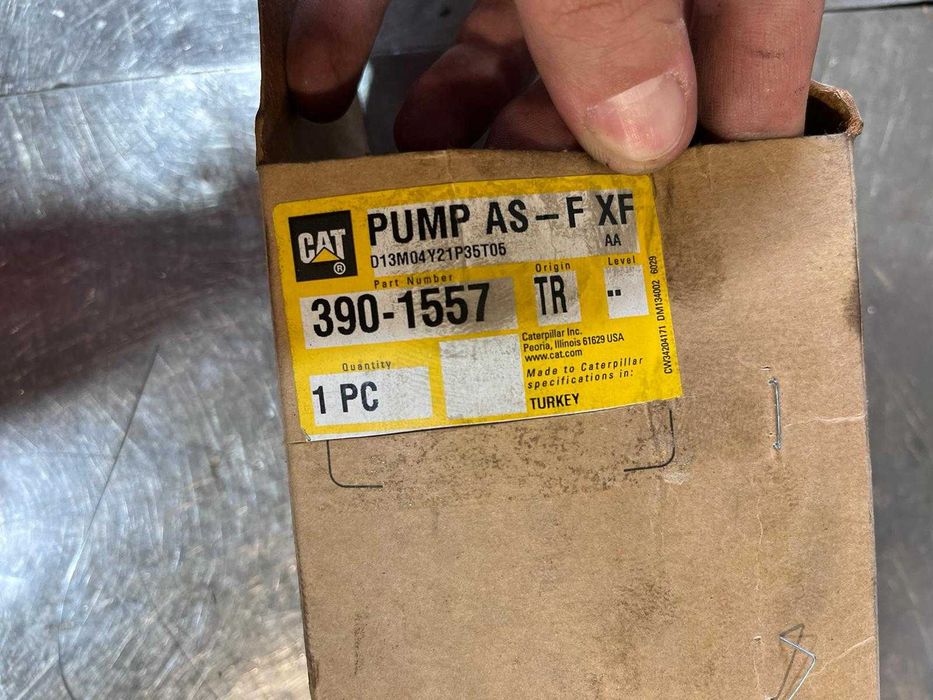 CAT
®
PUMP AS-F XF
D13M04Y21P35T05
AA
Part Number
Origin
Level
390-1557
TR
--
Caterpillar Inc.
Peoria, Illinois 61629 USA
www.cat.com
Quantity
1 PC
Made to Caterpillar
specifications in:
TURKEY
CW34204171 DM134002 6029